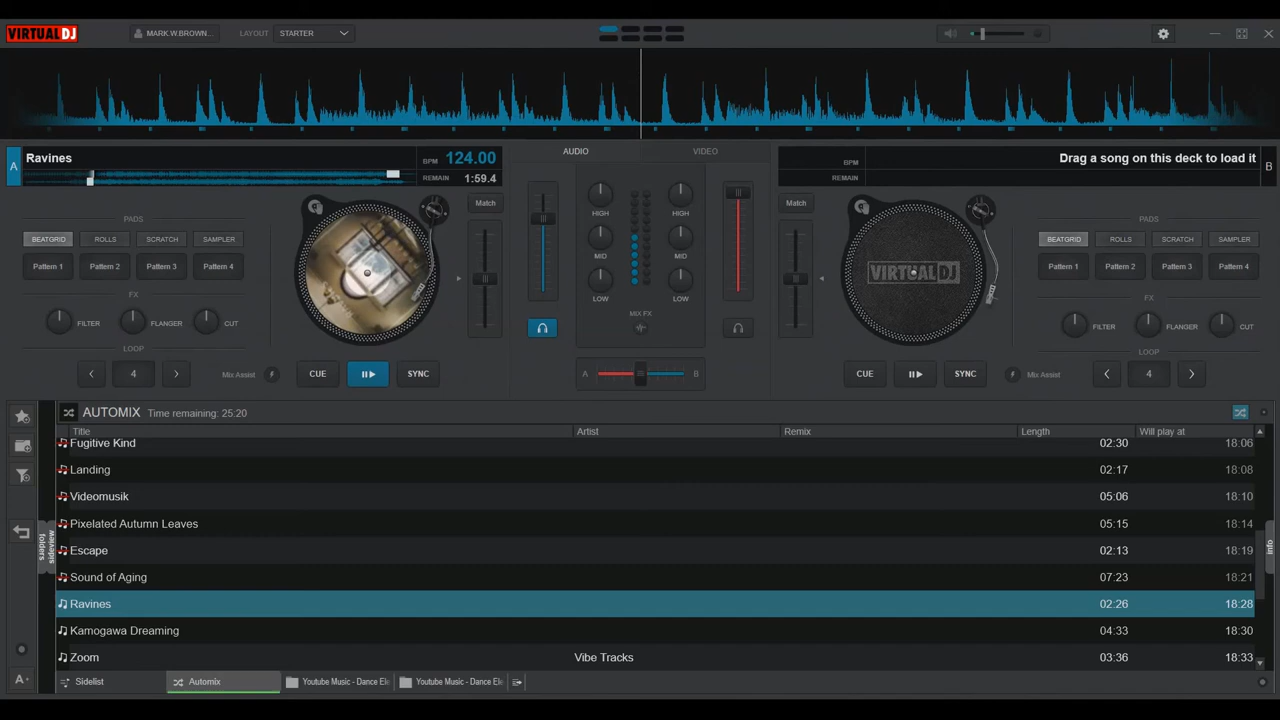 VIRTUAL DJ
MARK.W.BROWN...
LAYOUT
STARTER
A
Ravines
BPM
124.00
REMAIN
1:59.4
AUDIO
VIDEO
BPM
REMAIN
Drag a song on this deck to load it
B
PADS
BEATGRID
ROLLS
SCRATCH
SAMPLER
Pattern 1
Pattern 2
Pattern 3
Pattern 4
FX
FILTER
FLANGER
CUT
LOOP
4
Mix Assist
CUE
SYNC
Match
HIGH
MID
LOW
HIGH
MID
LOW
MIX FX
A
B
Match
VIRTUAL DJ
PADS
BEATGRID
ROLLS
SCRATCH
SAMPLER
Pattern 1
Pattern 2
Pattern 3
Pattern 4
FX
FILTER
FLANGER
CUT
LOOP
4
CUE
SYNC
Mix Assist
AUTOMIX
Time remaining: 25:20
Title
Artist
Remix
Length
Will play at
Fugitive Kind 02:30 18:06
Landing 02:17 18:08
Videomusik 05:06 18:10
Pixelated Autumn Leaves 05:15 18:14
Escape 02:13 18:19
Sound of Aging 07:23 18:21
Ravines 02:26 18:28
Kamogawa Dreaming 04:33 18:30
Zoom Vibe Tracks 03:36 18:33
folders
sideview
info
A
Sidelist
Automix
Youtube Music - Dance Ele
Youtube Music - Dance Ele